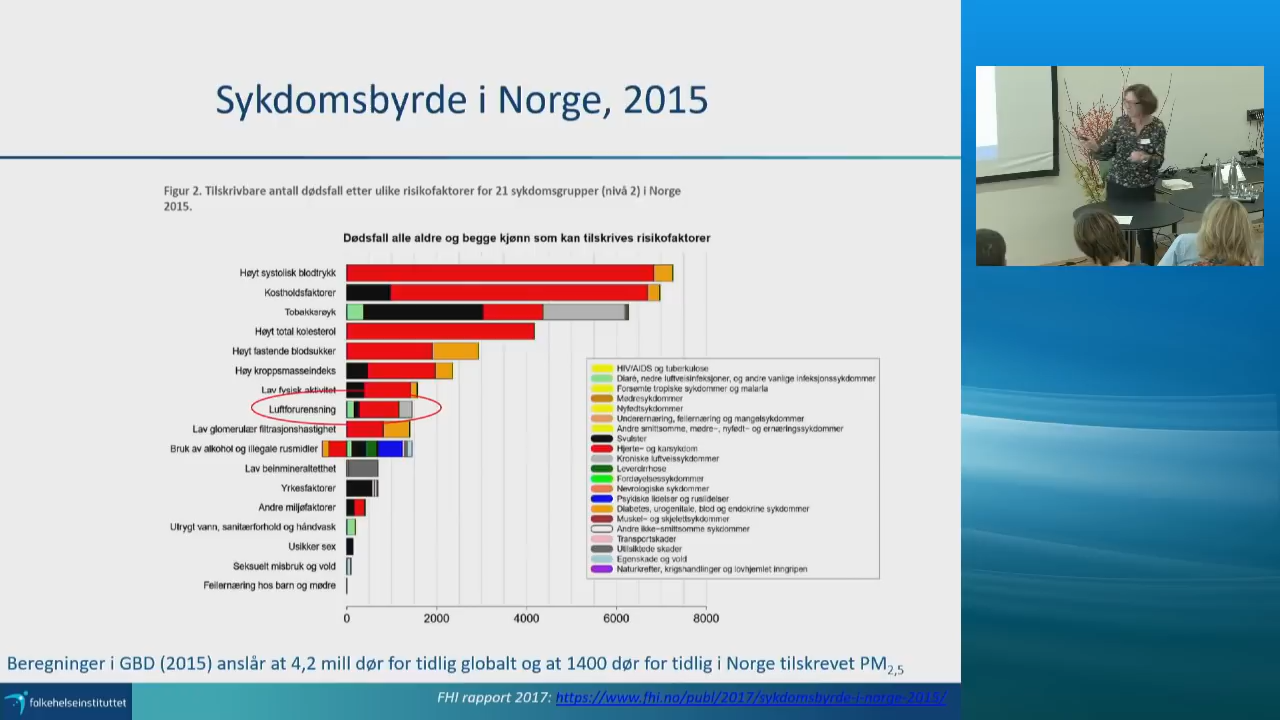 Sykdomsbyrde i Norge, 2015
Figur 2. Tilskrivbare antall dødsfall etter ulike risikofaktorer for 21 sykdomsgrupper (nivå 2) i Norge
2015.
Dødsfall alle aldre og begge kjønn som kan tilskrives risikofaktorer
Høyt systolisk blodtrykk
Kostholdsfaktorer
Tobakkerøyk
Høyt total kolesterol
Høyt fastende blodsukker
Høy kroppsmasseindeks
Lav fysisk aktivitet
Luftforurensning
Lav glomerulær filtrasjonshastighet
Bruk av alkohol og illegale rusmidler
Lav beinmineraltetthet
Yrkesfaktorer
Andre miljøfaktorer
Utrygt vann, sanitærforhold og håndvask
Usikker sex
Seksuelt misbruk og vold
Feilernæring hos barn og mødre
0 2000 4000 6000 8000
HIV/AIDS og tuberkulose
Diaré, nedre luftveisinfeksjoner, og andre vanlige infeksjonssykdommer
Forsømte tropiske sykdommer og malaria
Mødresykdommer
Nyfødtsykdommer
Underernæring, feilernæring og mangelsykdommer
Andre smittsomme, mødre-, nyfødt- og ernæringssykdommer
Svulster
Hjerte- og karsykdom
Kroniske luftveissykdommer
Levercirrhose
Fordøyelsessykdommer
Nevrologiske sykdommer
Psykiske lidelser og ruslidelser
Diabetes, urogenitale, blod og endokrine sykdommer
Muskel- og skjelettsykdommer
Andre ikke-smittsomme sykdommer
Transportskader
Utilsiktede skader
Egenskade og vold
Naturkrefter, krigshandlinger og lovhjemlet inngripen
Beregninger i GBD (2015) anslår at 4,2 mill dør for tidlig globalt og at 1400 dør for tidlig i Norge tilskrevet PM2,5
folkehelseinstituttet
FHI rapport 2017: https://www.fhi.no/publ/2017/sykdomsbyrde-i-norge-2015/